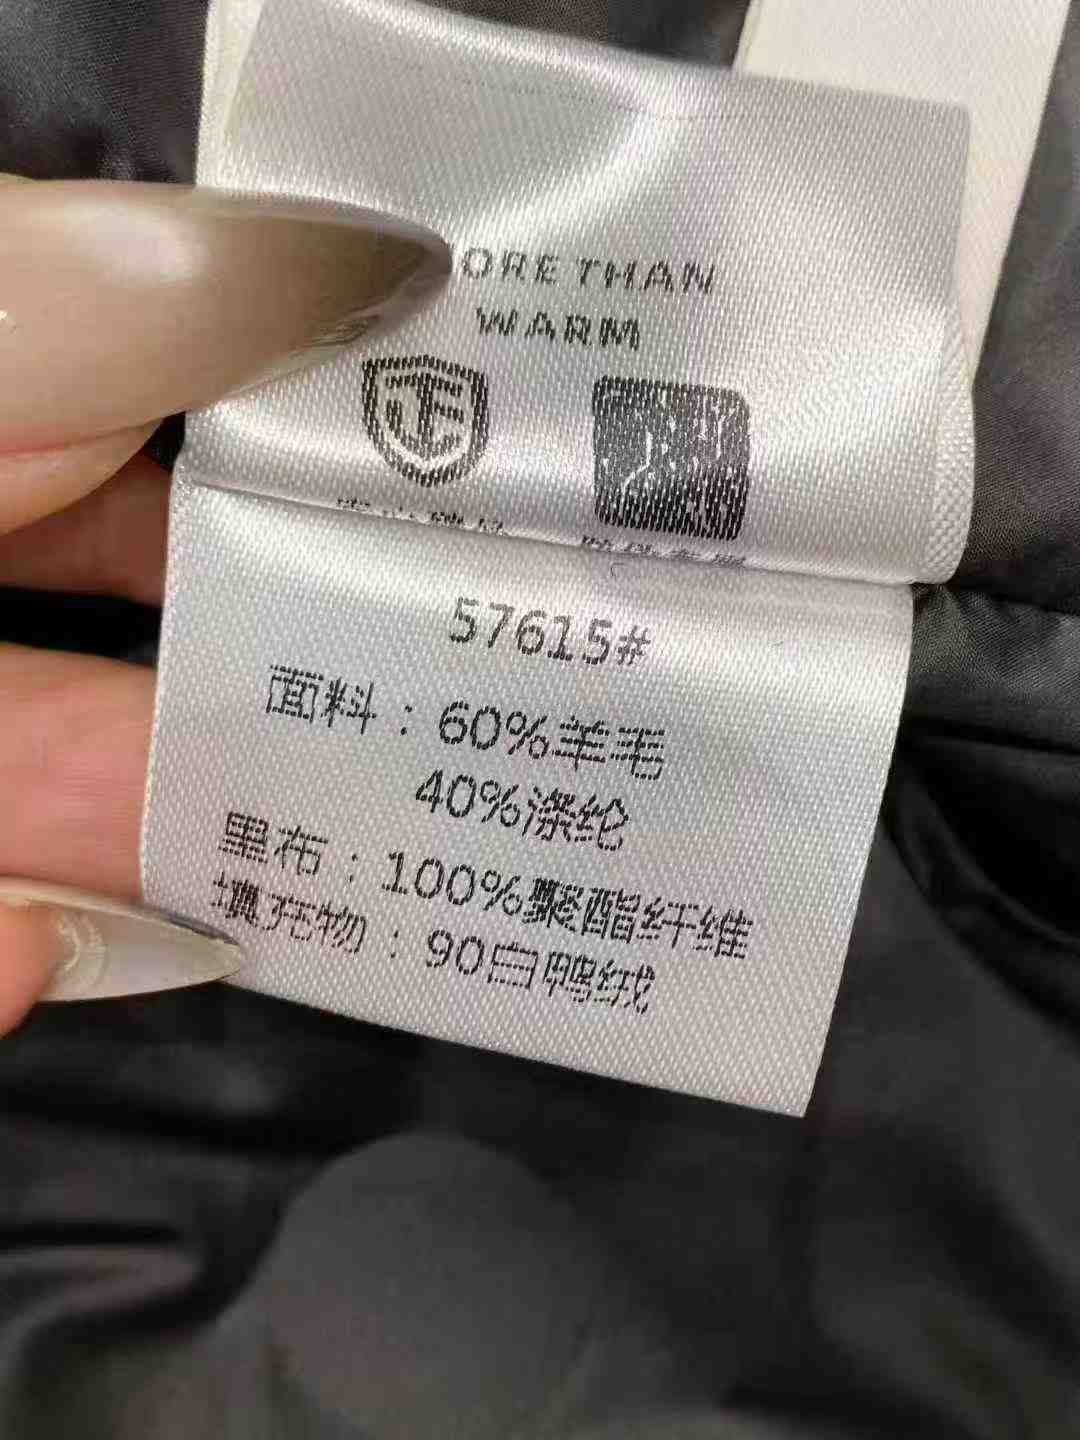 ORE THAN
WARM
57615#
面料：60%羊毛
40%涤纶
里布：100%聚酯纤维
填充物：90白鸭绒